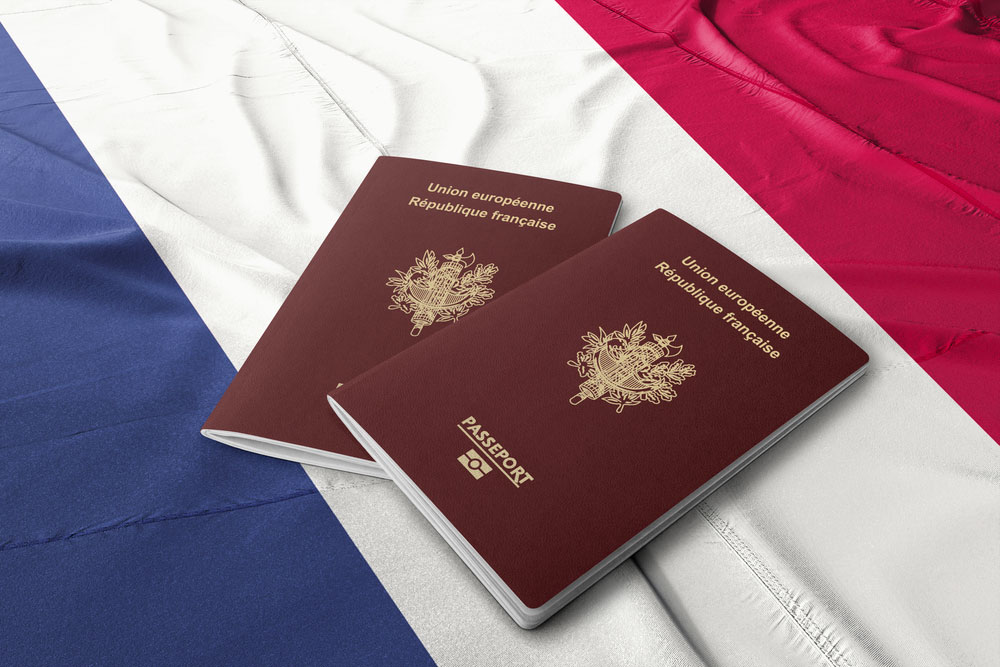 Union européenne
République française
Union européenne
République française
PASSEPORT